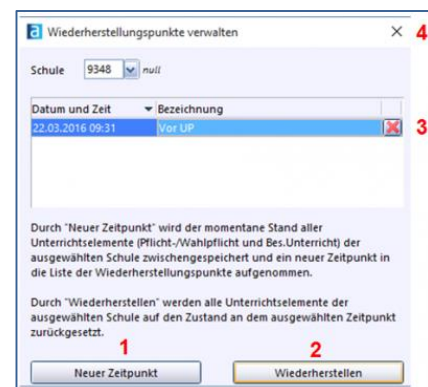 a Wiederherstellungspunkte verwalten × 4
Schule 9348 null
Datum und Zeit Bezeichnung
22.03.2016 09:31 Vor UP 3
Durch "Neuer Zeitpunkt" wird der momentane Stand aller
Unterrichtselemente (Pflicht-/Wahlpflicht und Bes.Unterricht) der
ausgewählten Schule zwischengespeichert und ein neuer Zeitpunkt in
die Liste der Wiederherstellungspunkte aufgenommen.
Durch "Wiederherstellen" werden alle Unterrichtselemente der
ausgewählten Schule auf den Zustand an dem ausgewählten Zeitpunkt
zurückgesetzt.
1 2
Neuer Zeitpunkt Wiederherstellen